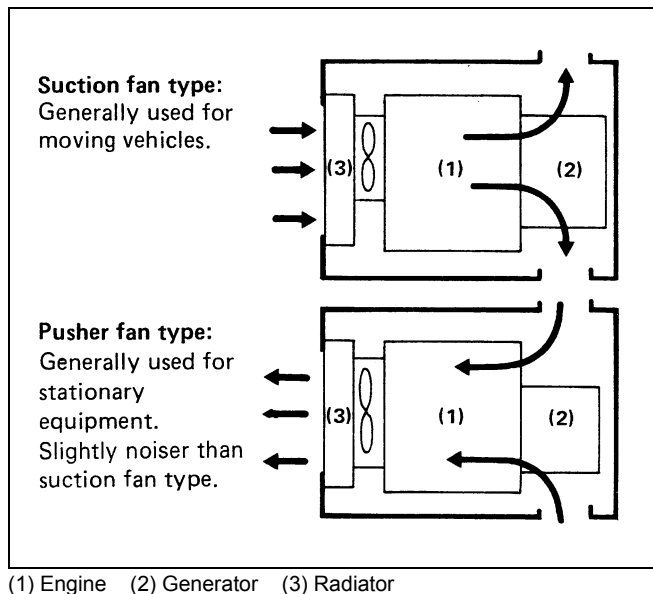 Suction fan type:
Generally used for
moving vehicles.
(3)
(1)
(2)
Pusher fan type:
Generally used for
stationary
equipment.
Slightly noiser than
suction fan type.
(3)
(1)
(2)
(1) Engine (2) Generator (3) Radiator